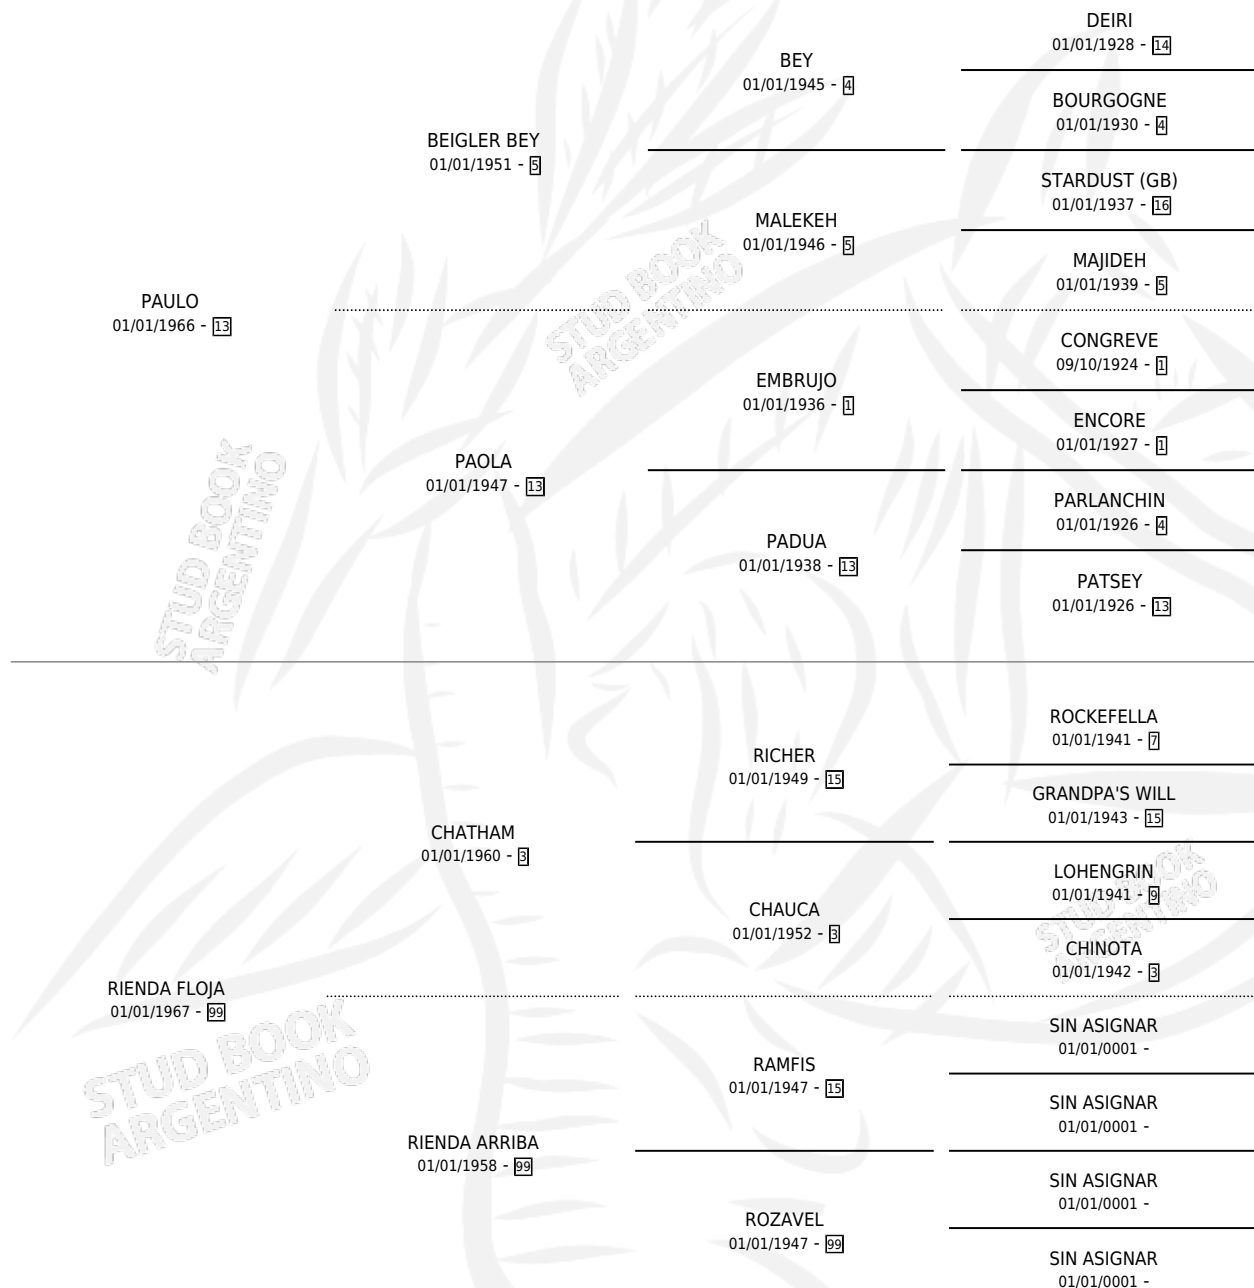 DEIRI
01/01/1928 - 14
BEY
01/01/1945 - 4
BOURGOGNE
01/01/1930 - 4
BEIGLER BEY
01/01/1951 - 5
STARDUST (GB)
01/01/1937 - 16
MALEKEH
01/01/1946 - 5
MAJIDEH
01/01/1939 - 5
PAULO
01/01/1966 - 13
CONGREVE
09/10/1924 - 1
EMBRUJO
01/01/1936 - 1
ENCORE
01/01/1927 - 1
PAOLA
01/01/1947 - 13
PARLANCHIN
01/01/1926 - 4
PADUA
01/01/1938 - 13
PATSEY
01/01/1926 - 13
ROCKEFELLA
01/01/1941 - 7
RICHER
01/01/1949 - 15
GRANDPA'S WILL
01/01/1943 - 15
CHATHAM
01/01/1960 - 3
LOHENGRIN
01/01/1941 - 9
CHAUCA
01/01/1952 - 3
CHINOTA
01/01/1942 - 3
RIENDA FLOJA
01/01/1967 - 99
SIN ASIGNAR
01/01/0001 -
RAMFIS
01/01/1947 - 15
SIN ASIGNAR
01/01/0001 -
RIENDA ARRIBA
01/01/1958 - 99
SIN ASIGNAR
01/01/0001 -
ROZAVEL
01/01/1947 - 99
SIN ASIGNAR
01/01/0001 -
STUD BOOK
ARGENTINO
STUD BOOK
ARGENTINO
STUD BOOK
ARGENTINO
STUD BOOK
ARGENTINO